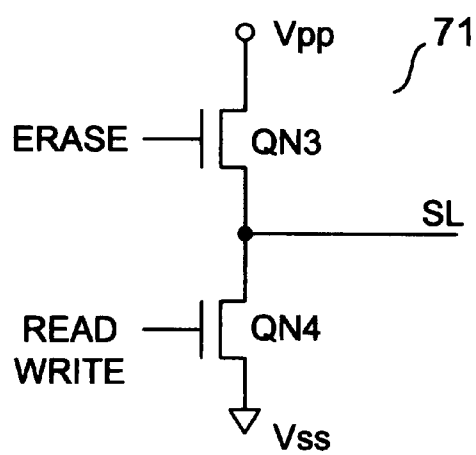 Vpp
71
ERASE
QN3
SL
READ
WRITE
QN4
Vss